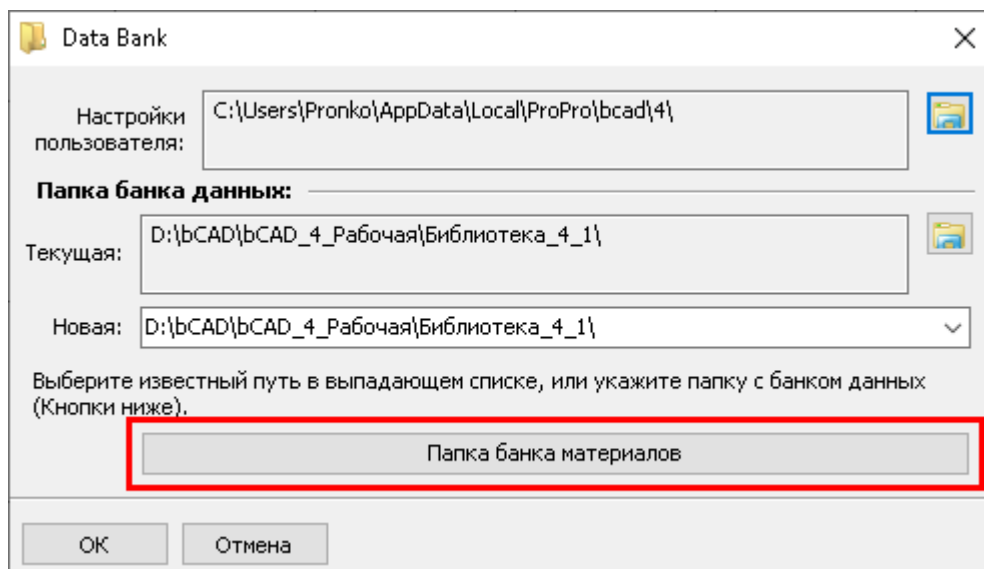 Data Bank
Настройки
пользователя:
C:\Users\Pronko\AppData\Local\ProPro\bcad\4\
Папка банка данных:
Текущая:
D:\bCAD\bCAD_4_Рабочая\Библиотека_4_1\
Новая:
D:\bCAD\bCAD_4_Рабочая\Библиотека_4_1\
Выберите известный путь в выпадающем списке, или укажите папку с банком данных
(Кнопки ниже).
Папка банка материалов
ОК
Отмена